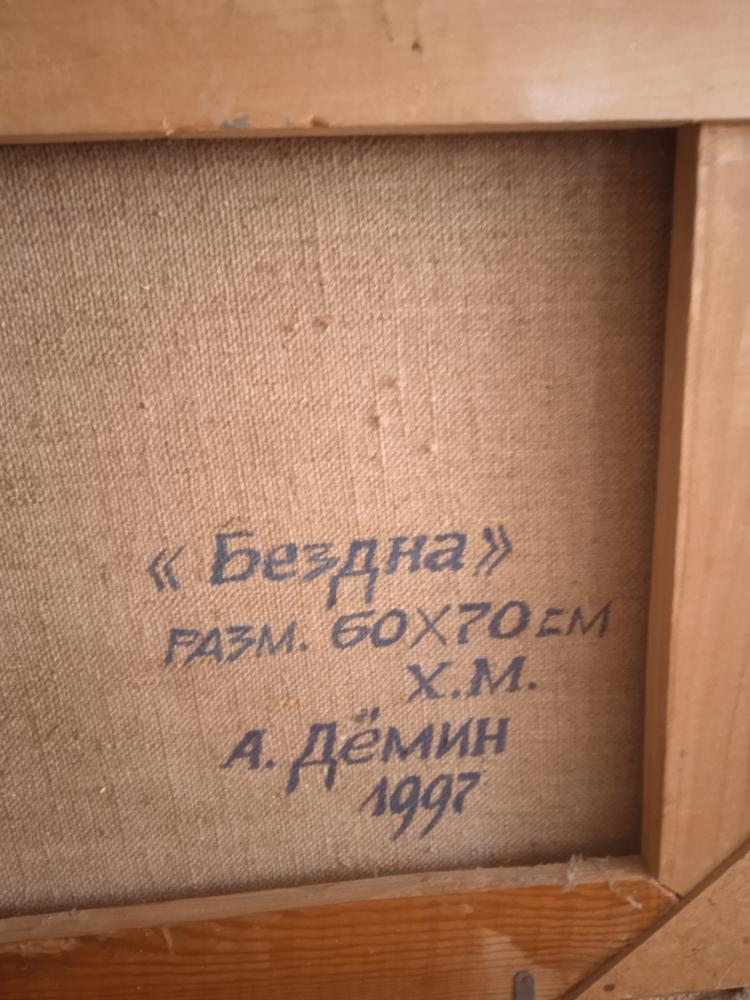 « Бездна»
РАЗМ. 60Х70 СМ
Х.М.
А. Дёмин
1997